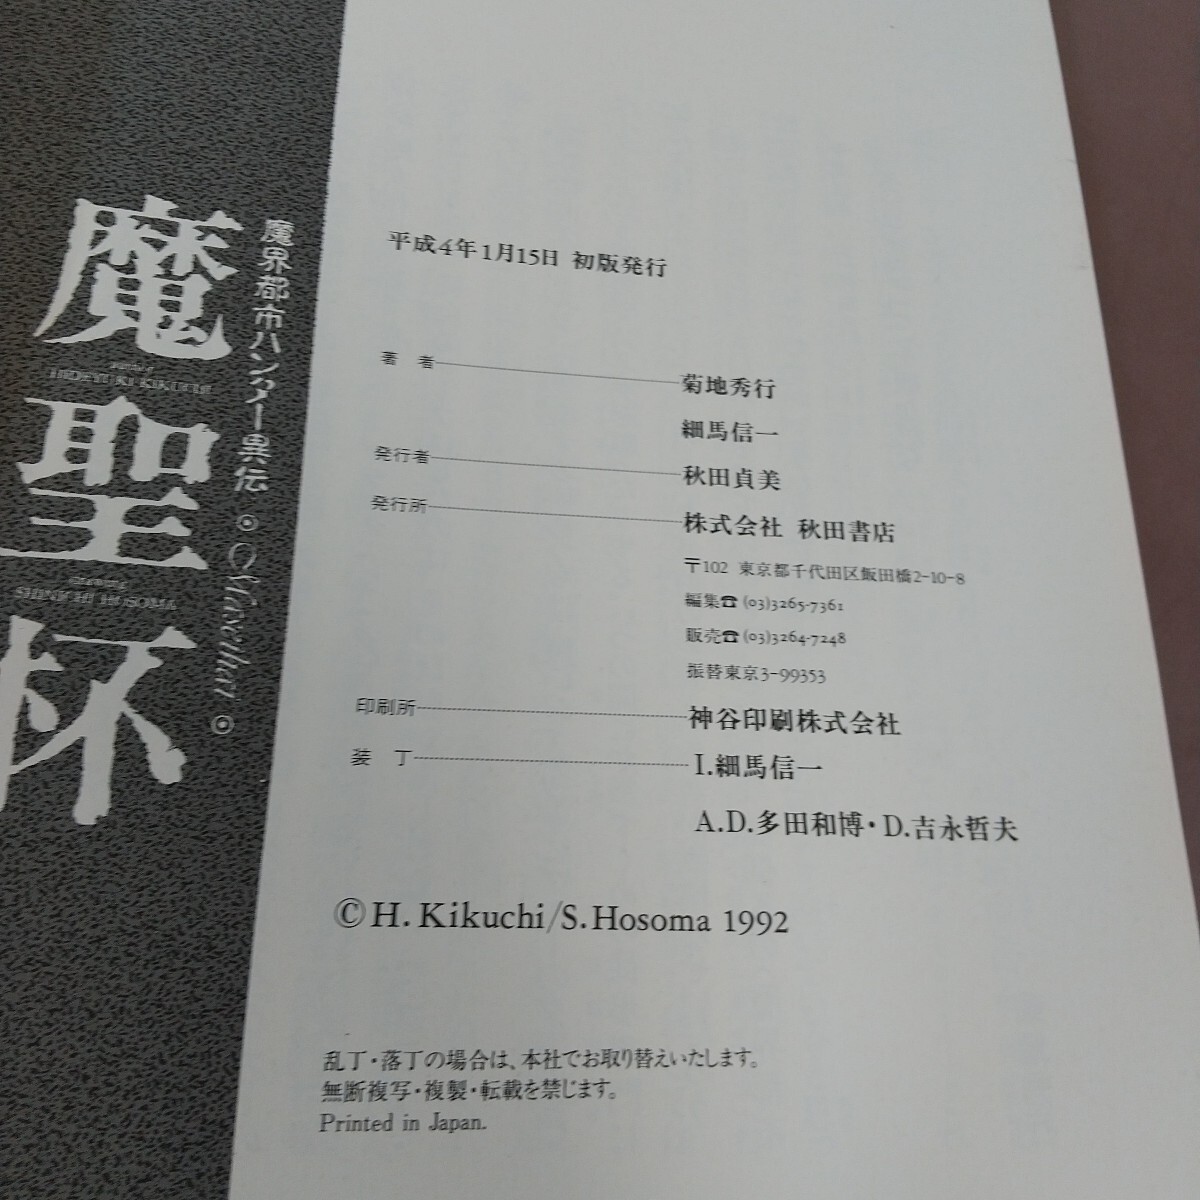 魔界都市ハンター異伝
魔聖杯
HIDEYUKI KIKUCHI
SHINICHI HOSOMA
平成4年1月15日 初版発行
著 者 菊地秀行
細馬信一
発行者 秋田貞美
発行所 株式会社 秋田書店
〒102 東京都千代田区飯田橋2-10-8
編集☎(03)3265-7361
販売☎(03)3264-7248
振替東京3-99353
印刷所 神谷印刷株式会社
装 丁 I.細馬信一
A.D.多田和博・D.吉永哲夫
©H. Kikuchi/S.Hosoma 1992
乱丁・落丁の場合は、本社でお取り替えいたします。
無断複写・複製・転載を禁じます。
Printed in Japan.